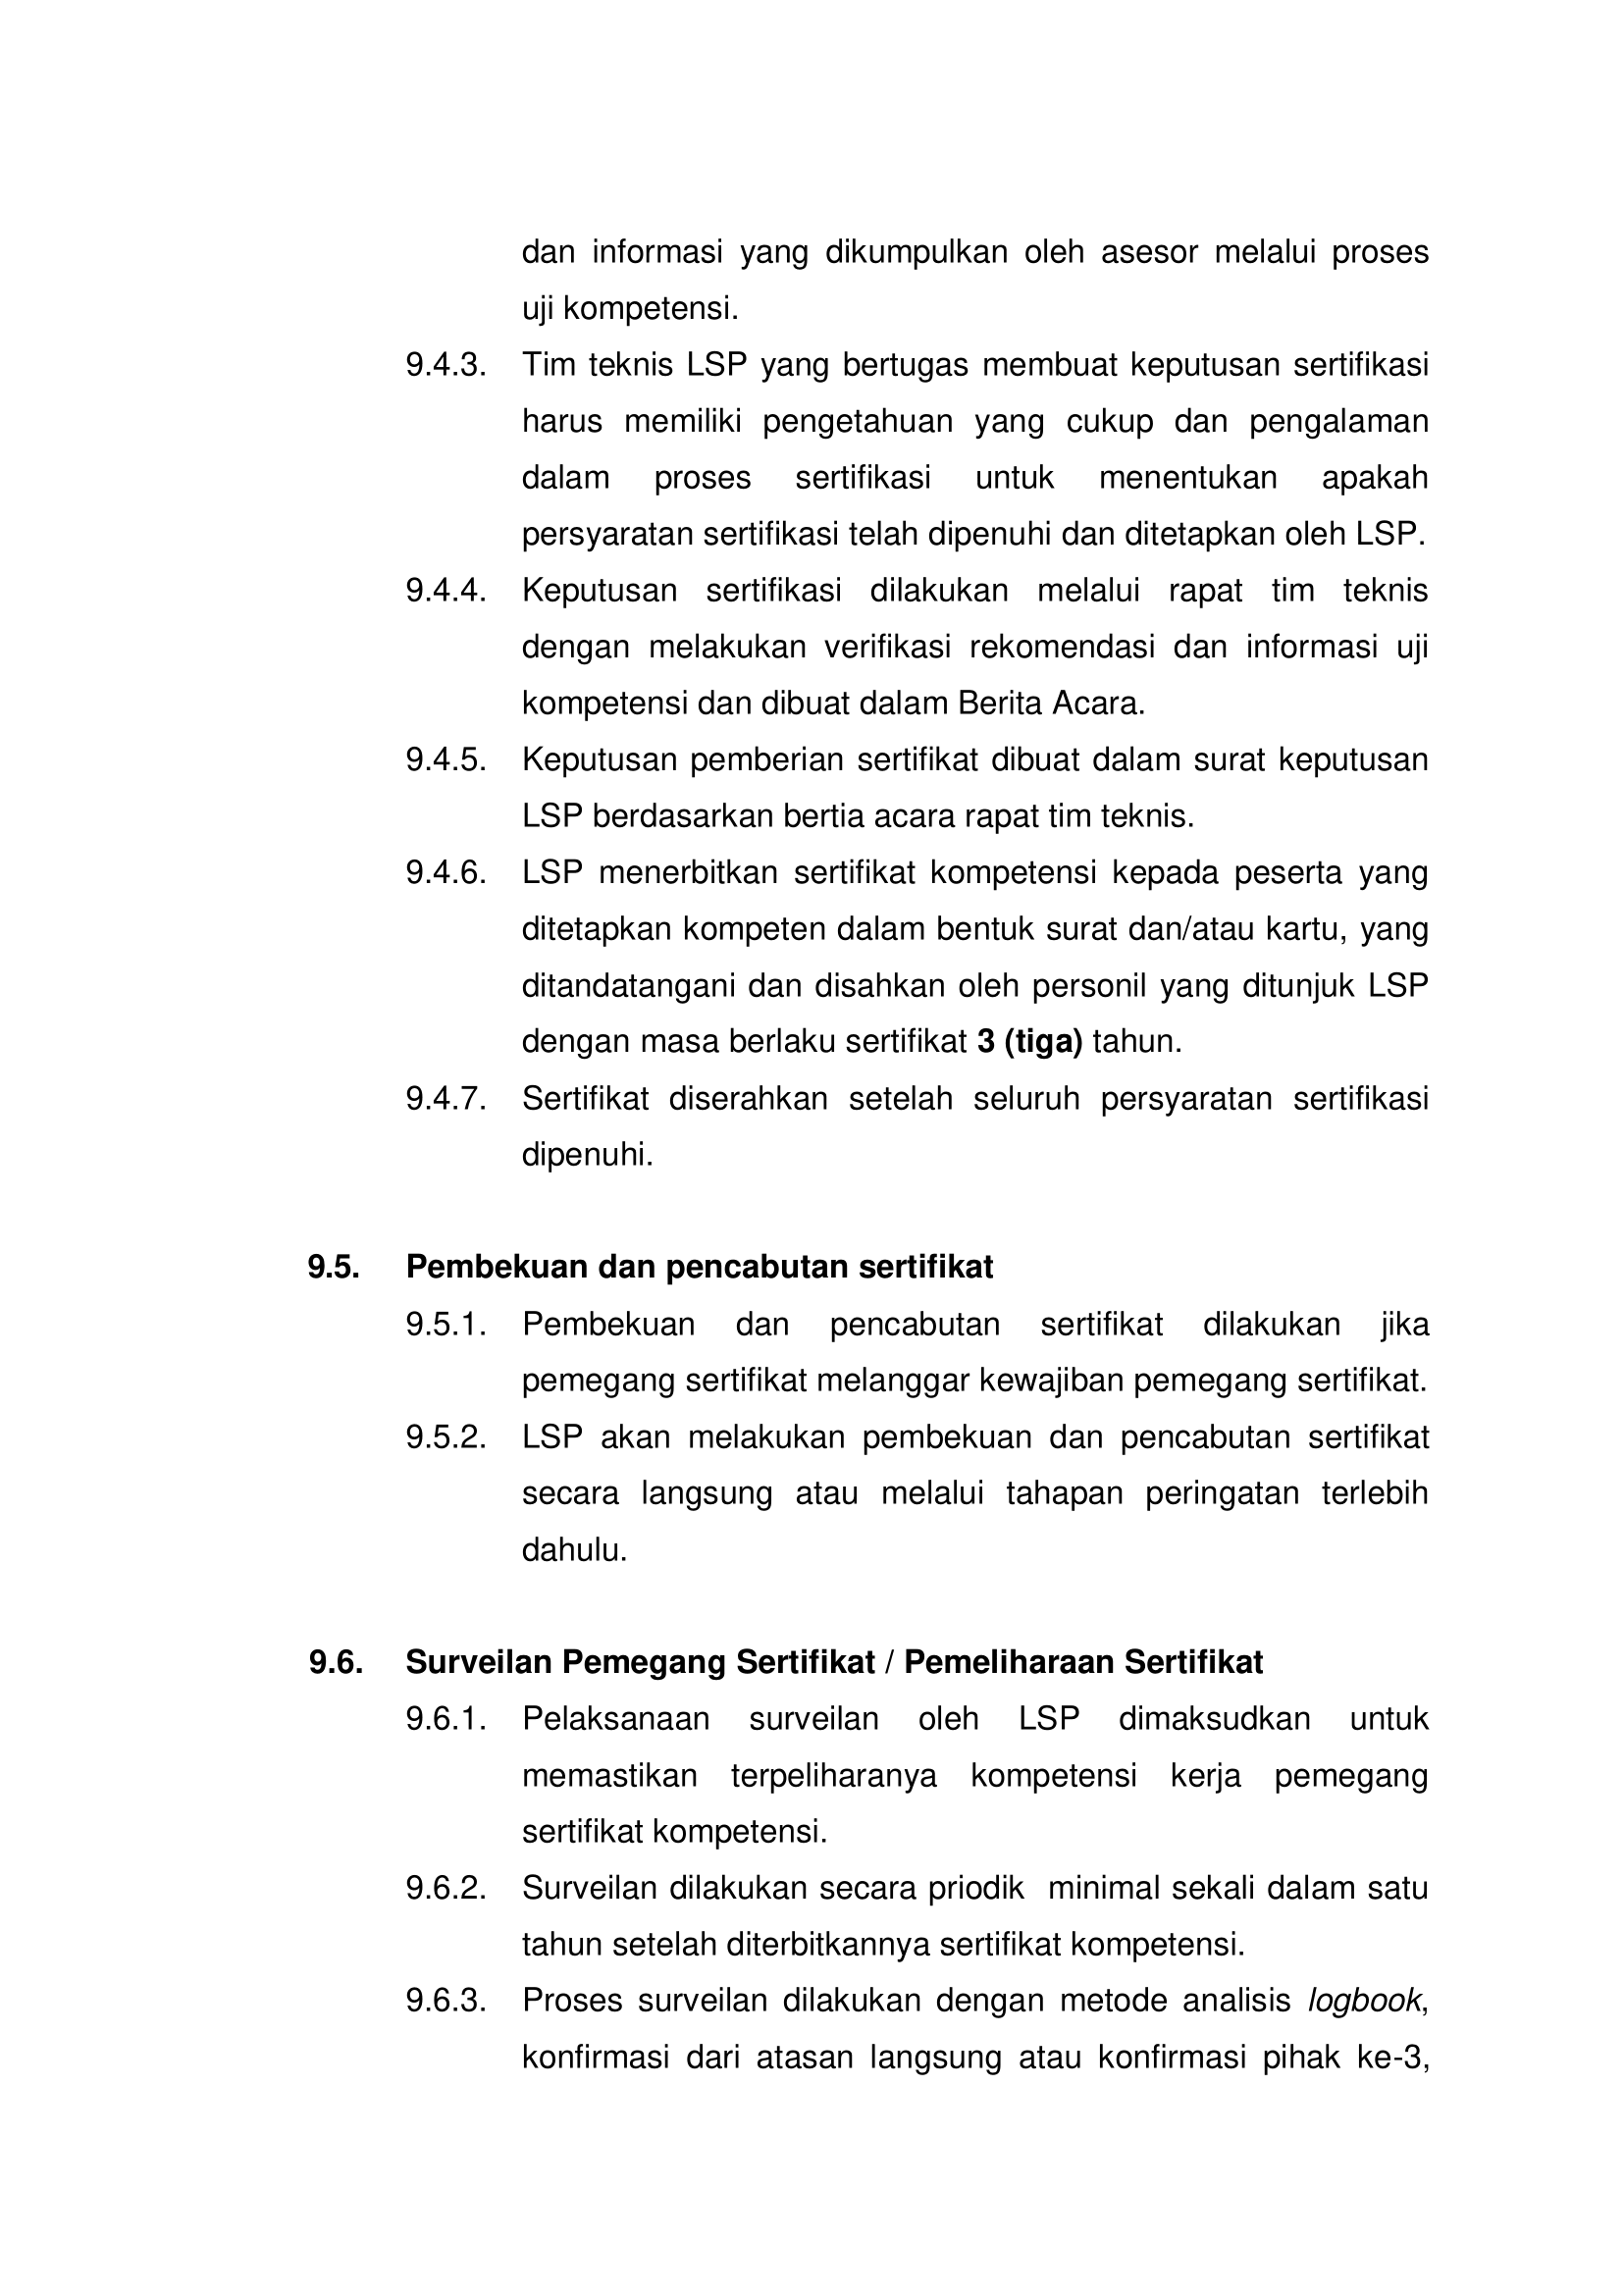 dan informasi yang dikumpulkan oleh asesor melalui proses
uji kompetensi.
9.4.3. Tim teknis LSP yang bertugas membuat keputusan sertifikasi
harus memiliki pengetahuan yang cukup dan pengalaman
dalam proses sertifikasi untuk menentukan apakah
persyaratan sertifikasi telah dipenuhi dan ditetapkan oleh LSP.
9.4.4. Keputusan sertifikasi dilakukan melalui rapat tim teknis
dengan melakukan verifikasi rekomendasi dan informasi uji
kompetensi dan dibuat dalam Berita Acara.
9.4.5. Keputusan pemberian sertifikat dibuat dalam surat keputusan
LSP berdasarkan bertia acara rapat tim teknis.
9.4.6. LSP menerbitkan sertifikat kompetensi kepada peserta yang
ditetapkan kompeten dalam bentuk surat dan/atau kartu, yang
ditandatangani dan disahkan oleh personil yang ditunjuk LSP
dengan masa berlaku sertifikat 3 (tiga) tahun.
9.4.7. Sertifikat diserahkan setelah seluruh persyaratan sertifikasi
dipenuhi.
9.5. Pembekuan dan pencabutan sertifikat
9.5.1. Pembekuan dan pencabutan sertifikat dilakukan jika
pemegang sertifikat melanggar kewajiban pemegang sertifikat.
9.5.2. LSP akan melakukan pembekuan dan pencabutan sertifikat
secara langsung atau melalui tahapan peringatan terlebih
dahulu.
9.6. Surveilan Pemegang Sertifikat / Pemeliharaan Sertifikat
9.6.1. Pelaksanaan surveilan oleh LSP dimaksudkan untuk
memastikan terpeliharanya kompetensi kerja pemegang
sertifikat kompetensi.
9.6.2. Surveilan dilakukan secara priodik minimal sekali dalam satu
tahun setelah diterbitkannya sertifikat kompetensi.
9.6.3. Proses surveilan dilakukan dengan metode analisis logbook,
konfirmasi dari atasan langsung atau konfirmasi pihak ke-3,